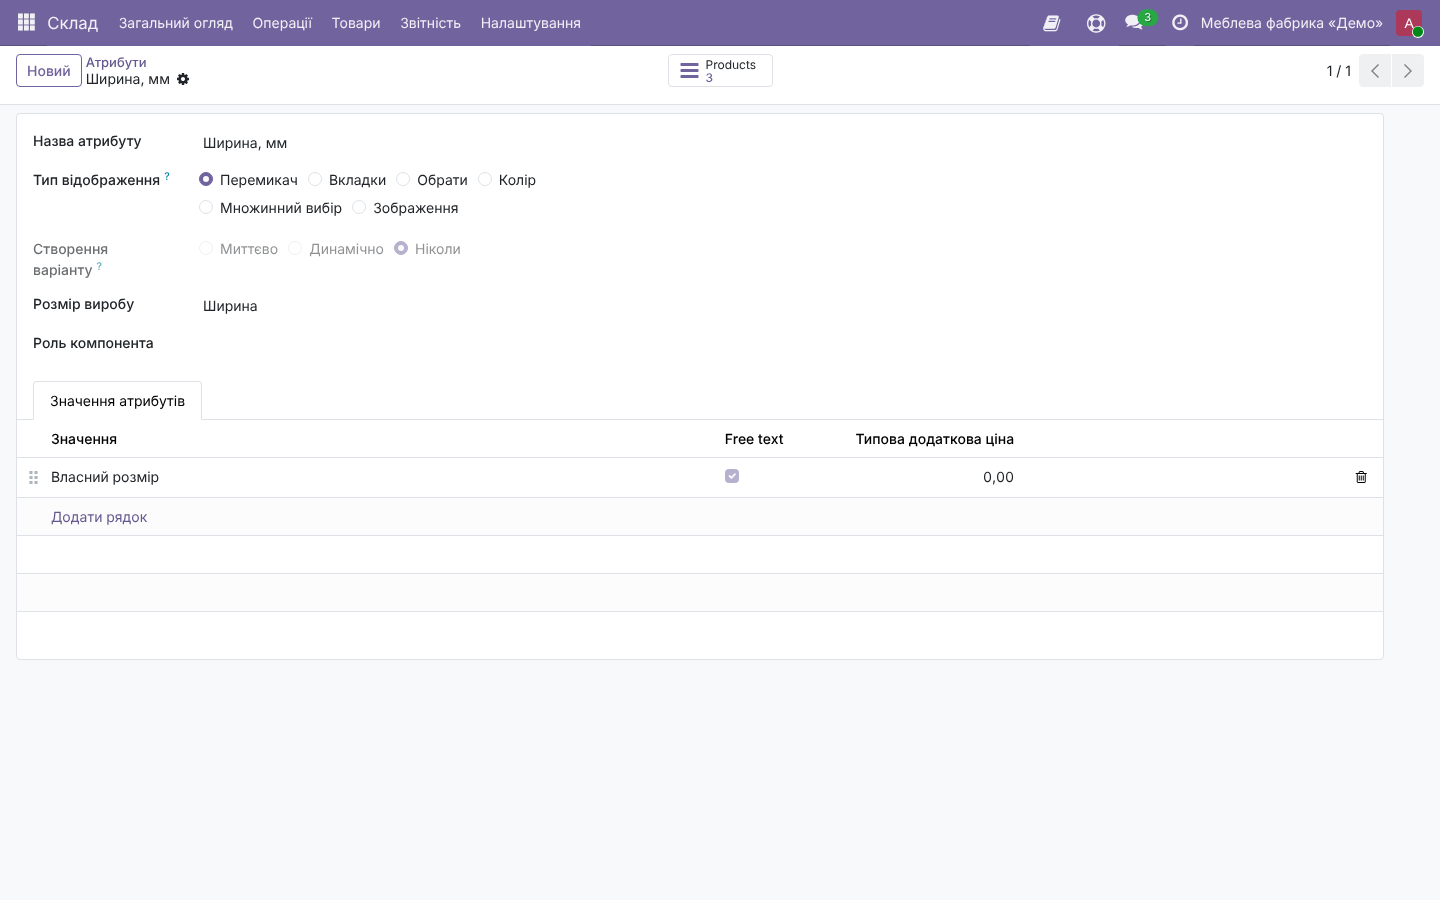 Склад Загальний огляд Операції Товари Звітність Налаштування 3 Меблева фабрика «Демо» A
Новий Атрибути Products
Ширина, мм 3 1 / 1
Назва атрибуту Ширина, мм
Тип відображення ? Перемикач Вкладки Обрати Колір
Множинний вибір Зображення
Створення Миттєво Динамічно Ніколи
варіанту ?
Розмір виробу Ширина
Роль компонента
Значення атрибутів
Значення Free text Типова додаткова ціна
Власний розмір 0,00
Додати рядок